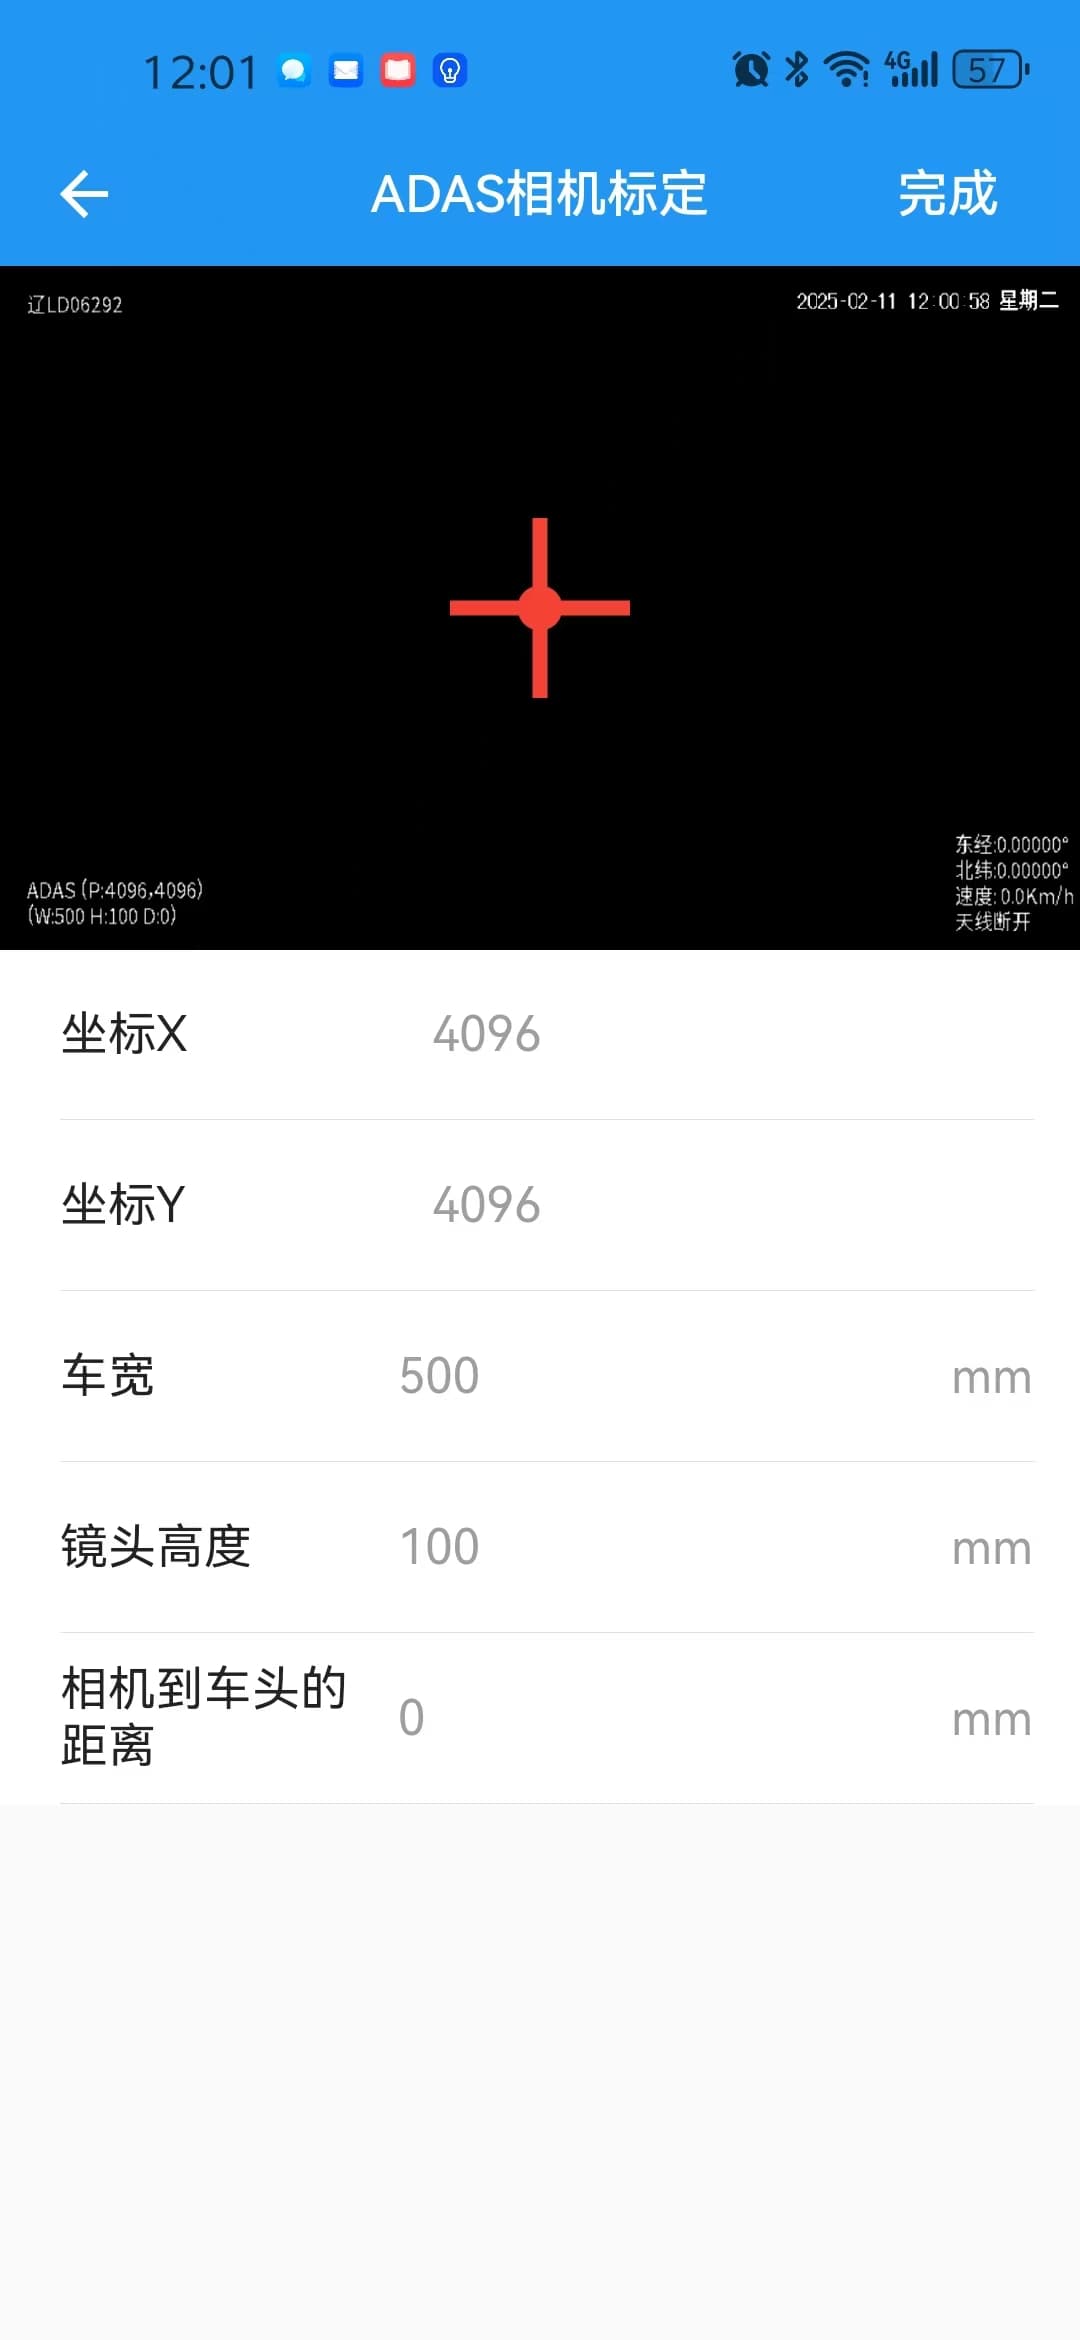 12:01
4G
57
ADAS相机标定
完成
辽LD06292
2025-02-11 12:00:58 星期二
东经:0.00000°
北纬:0.00000°
速度:0.0Km/h
天线断开
ADAS (P:4096,4096)
(W:500 H:100 D:0)
坐标X 4096
坐标Y 4096
车宽 500 mm
镜头高度 100 mm
相机到车头的
距离 0 mm